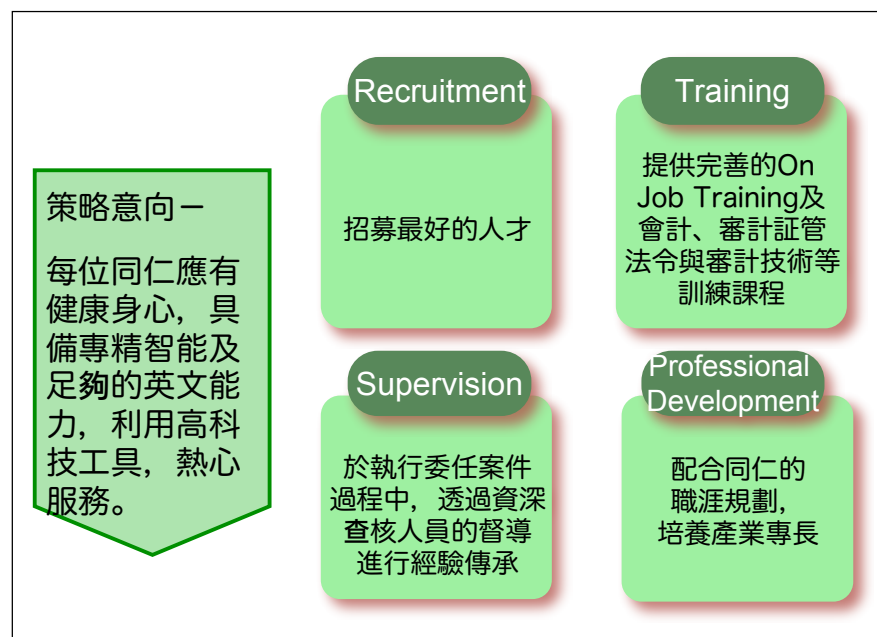 策略意向－
每位同仁應有
健康身心，具
備專精智能及
足夠的英文能
力，利用高科
技工具，熱心
服務。
Recruitment
招募最好的人才
Training
提供完善的On
Job Training及
會計、審計証管
法令與審計技術等
訓練課程
Supervision
於執行委任案件
過程中，透過資深
查核人員的督導
進行經驗傳承
Professional
Development
配合同仁的
職涯規劃，
培養產業專長